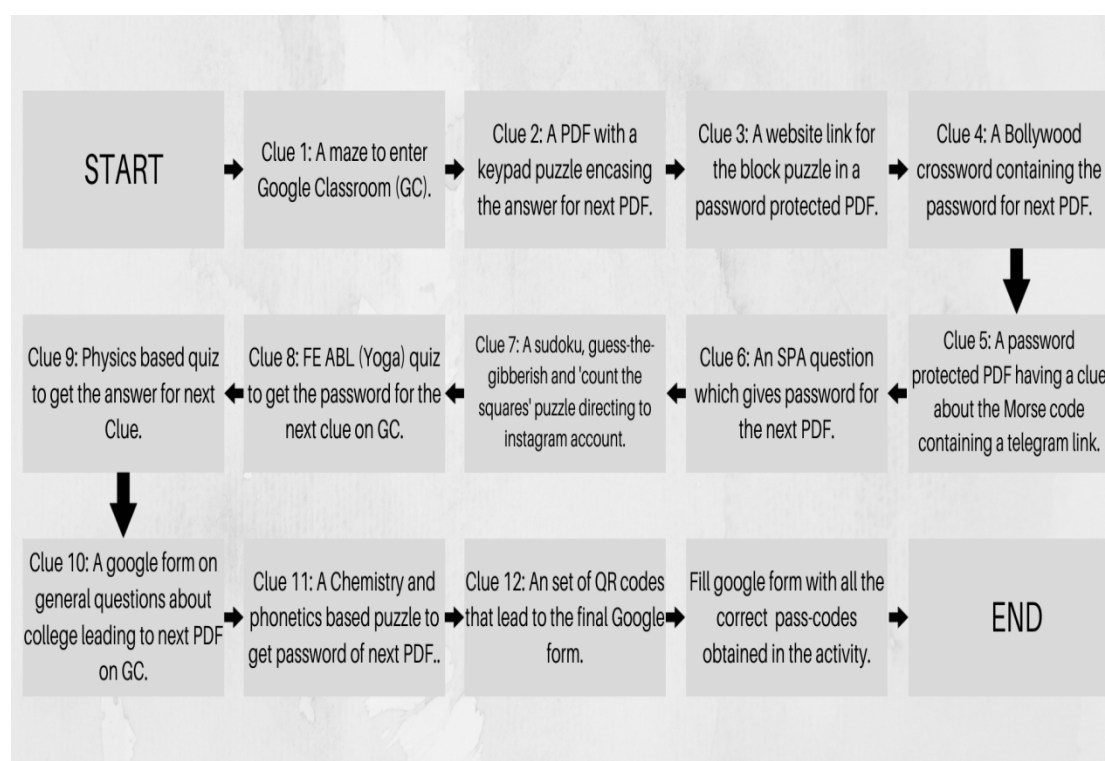 START
Clue 1: A maze to enter
Google Classroom (GC).
Clue 2: A PDF with a
keypad puzzle encasing
the answer for next PDF.
Clue 3: A website link for
the block puzzle in a
password protected PDF.
Clue 4: A Bollywood
crossword containing the
password for next PDF.
Clue 5: A password
protected PDF having a clue
about the Morse code
containing a telegram link.
Clue 6: An SPA question
which gives password for
the next PDF.
Clue 7: A sudoku, guess-the-
gibberish and 'count the
squares' puzzle directing to
instagram account.
Clue 8: FE ABL (Yoga) quiz
to get the password for the
next clue on GC.
Clue 9: Physics based quiz
to get the answer for next
Clue.
Clue 10: A google form on
general questions about
college leading to next PDF
on GC.
Clue 11: A Chemistry and
phonetics based puzzle to
get password of next PDF..
Clue 12: An set of QR codes
that lead to the final Google
form.
Fill google form with all the
correct pass-codes
obtained in the activity.
END